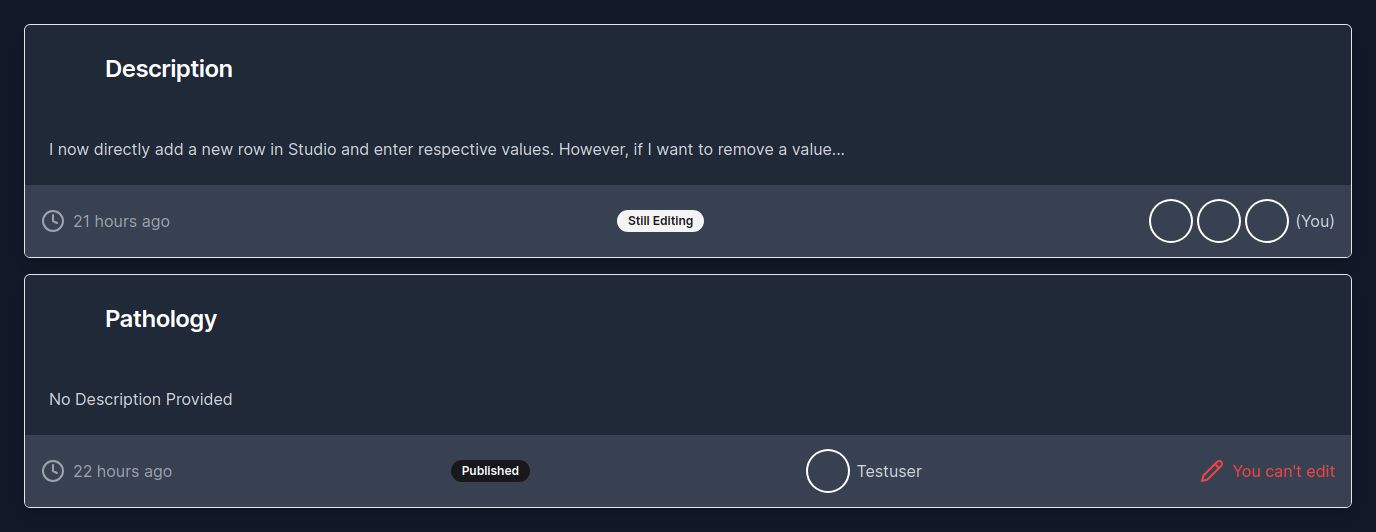 Description
I now directly add a new row in Studio and enter respective values. However, if I want to remove a value...
21 hours ago
Still Editing
(You)
Pathology
No Description Provided
22 hours ago
Published
Testuser
You can't edit